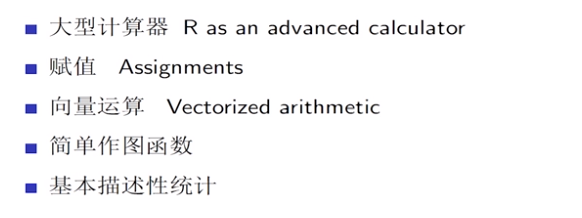 大型计算器 R as an advanced calculator
赋值 Assignments
向量运算 Vectorized arithmetic
简单作图函数
基本描述性统计